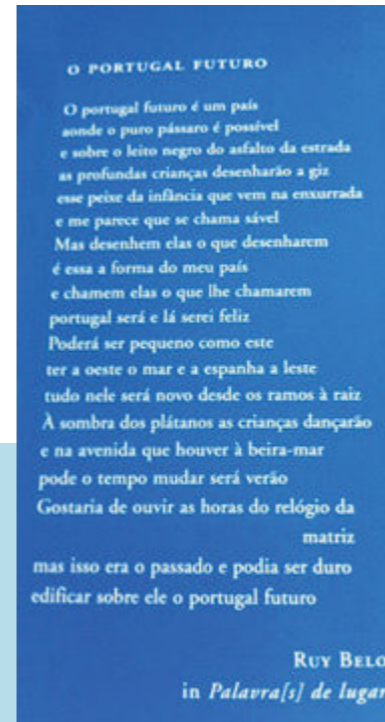 O PORTUGAL FUTURO
O portugal futuro é um país
aonde o puro pássaro é possível
e sobre o leito negro do asfalto da estrada
as profundas crianças desenharão a giz
esse peixe da infância que vem na enxurrada
e me parece que se chama sável
Mas desenhem elas o que desenharem
é essa a forma do meu país
e chamem elas o que lhe chamarem
portugal será e lá serei feliz
Poderá ser pequeno como este
ter a oeste o mar e a espanha a leste
tudo nele será novo desde os ramos à raiz
À sombra dos plátanos as crianças dançarão
e na avenida que houver à beira-mar
pode o tempo mudar será verão
Gostaria de ouvir as horas do relógio da
matriz
mas isso era o passado e podia ser duro
edificar sobre ele o portugal futuro
RUY BELO
in Palavra[s] de lugar